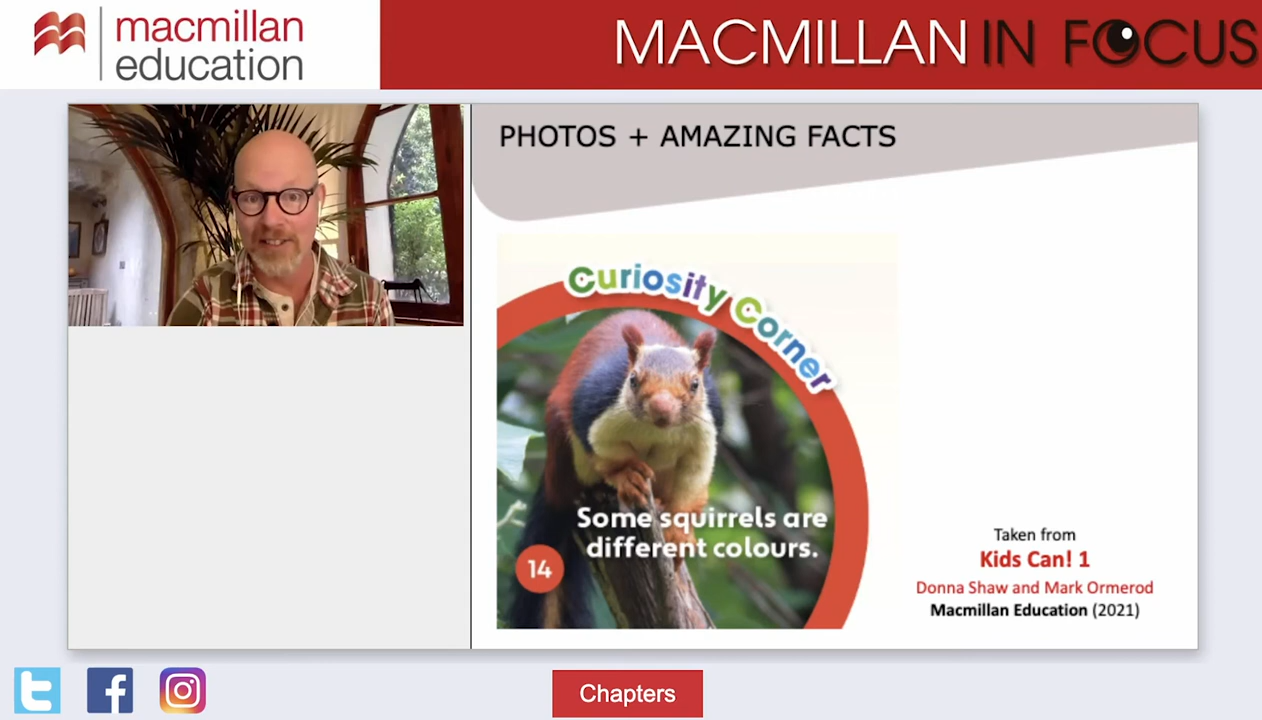 macmillan
education
MACMILLAN IN FOCUS
PHOTOS + AMAZING FACTS
Curiosity Corner
Some squirrels are
different colours.
14
Taken from
Kids Can! 1
Donna Shaw and Mark Ormerod
Macmillan Education (2021)
Chapters